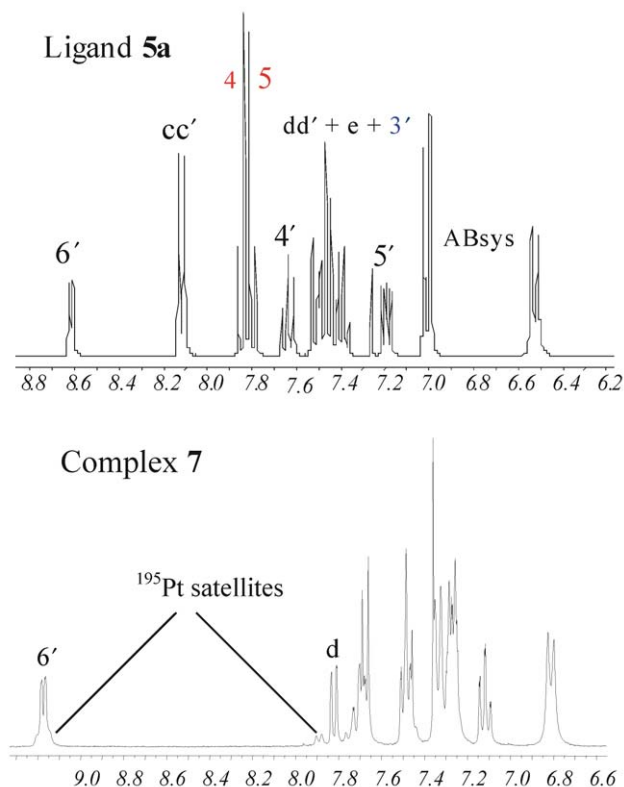 Ligand 5a
4 5
cc′
dd′ + e + 3′
6′
4′
5′
ABsys
8.8 8.6 8.4 8.2 8.0 7.8 7.6 7.4 7.2 7.0 6.8 6.6 6.4 6.2
Complex 7
195Pt satellites
6′
d
9.0 8.8 8.6 8.4 8.2 8.0 7.8 7.6 7.4 7.2 7.0 6.8 6.6